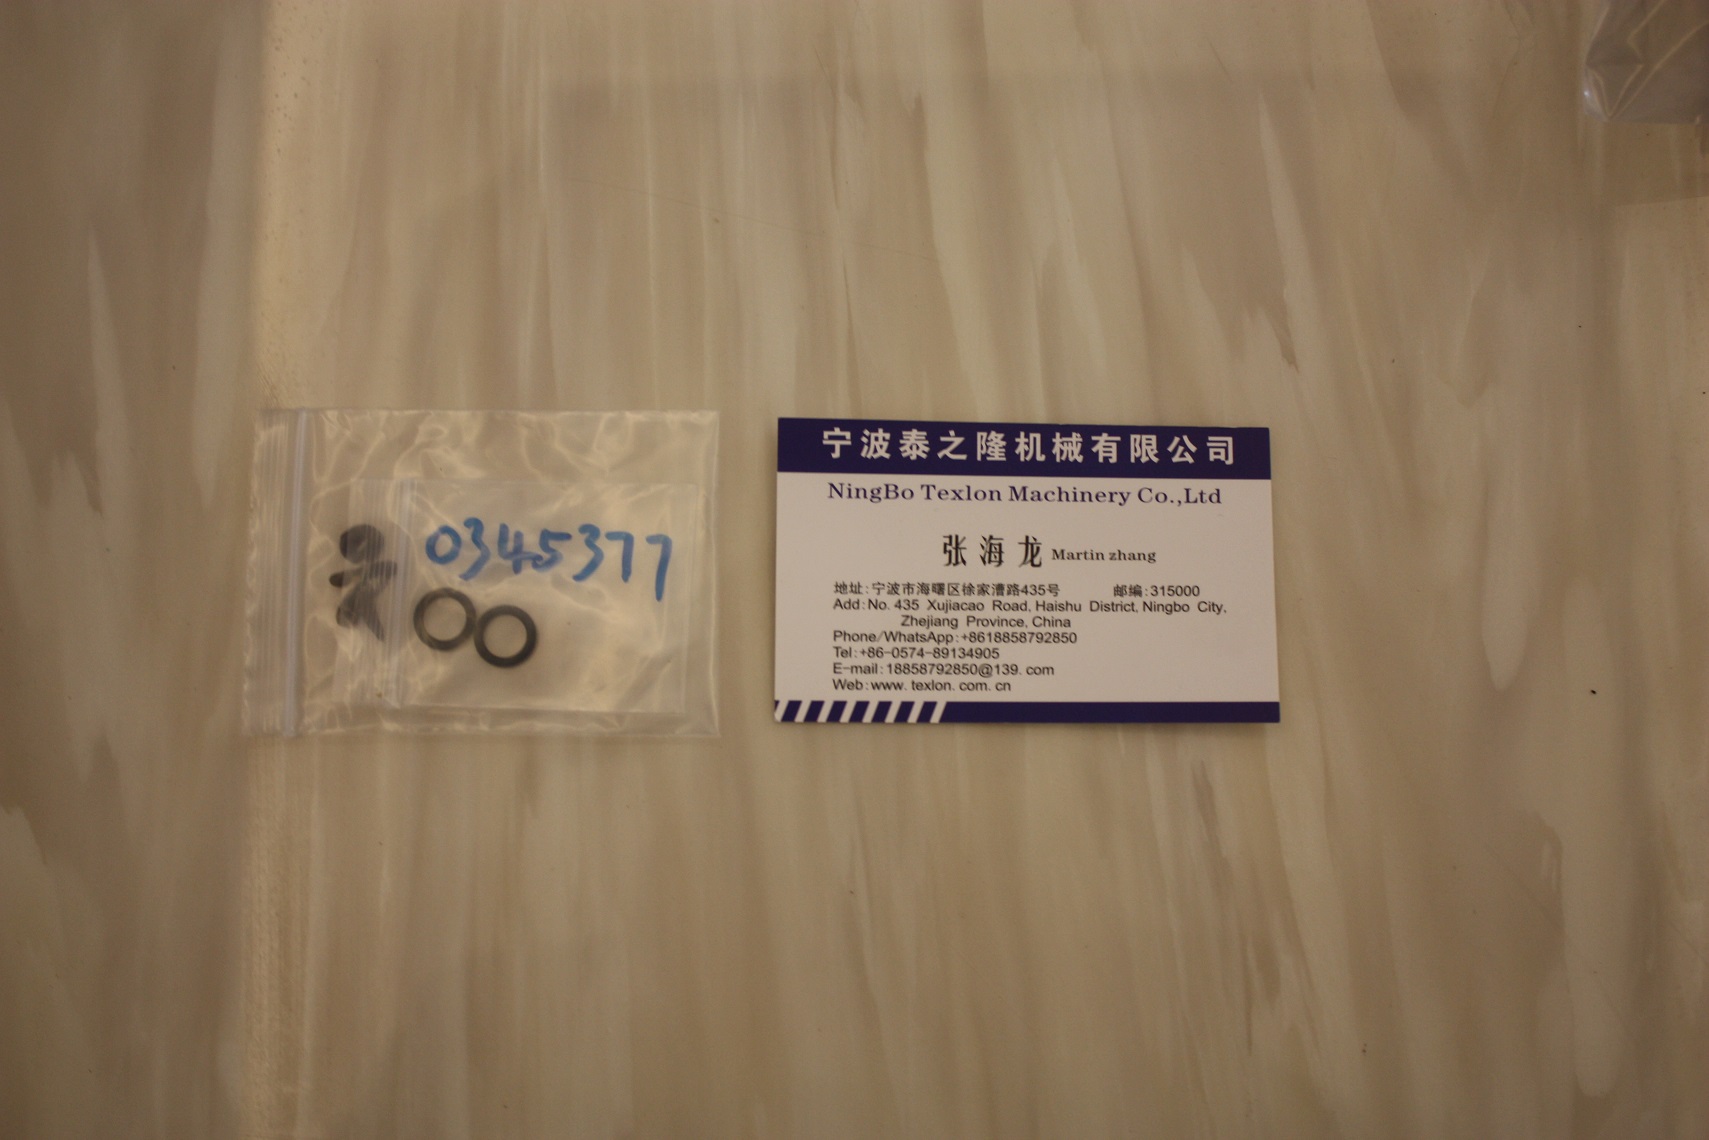 0345377
宁波泰之隆机械有限公司
NingBo Texlon Machinery Co.,Ltd
张海龙 Martin zhang
地址:宁波市海曙区徐家漕路435号 邮编:315000
Add:No. 435 Xujiacao Road, Haishu District, Ningbo City,
Zhejiang Province, China
Phone/WhatsApp:+8618858792850
Tel:+86-0574-89134905
E-mail:18858792850@139.com
Web:www.texlon.com.cn